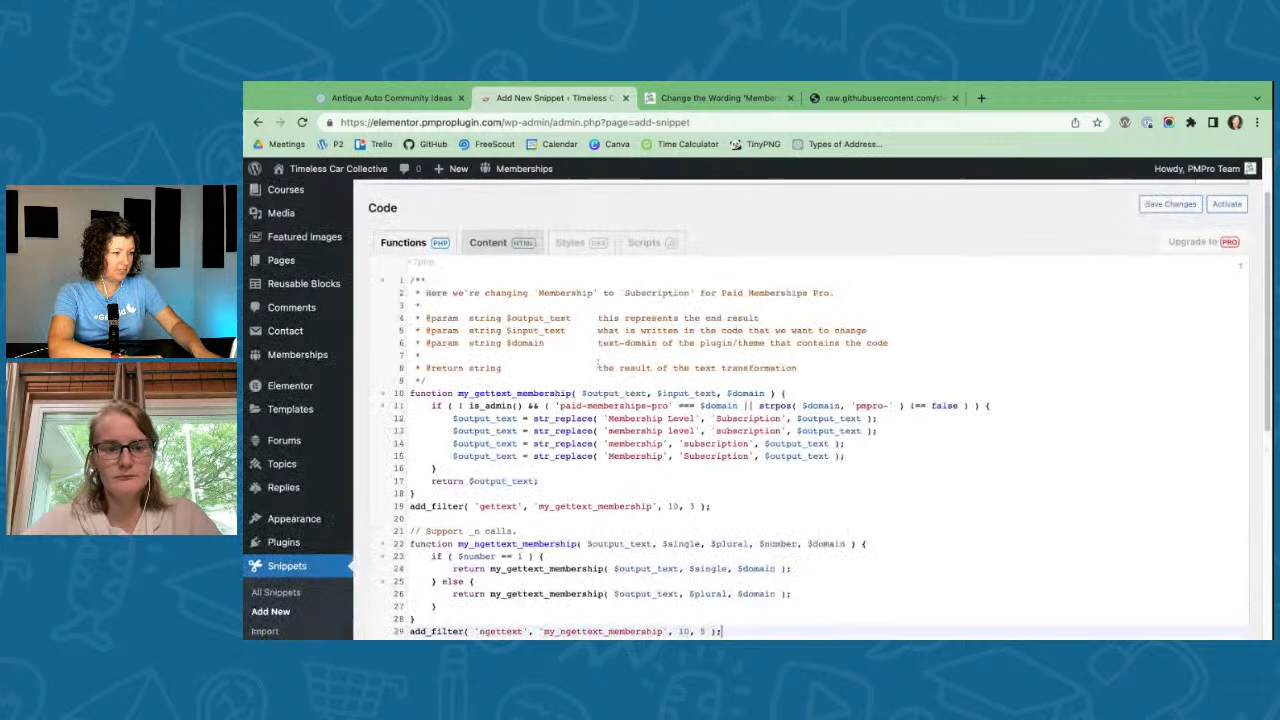 Antique Auto Community Ideas
Add New Snippet ‹ Timeless C
Change the Wording 'Member
raw.githubusercontent.com/s
https://elementor.pmproplugin.com/wp-admin/admin.php?page=add-snippet
Meetings
P2
Trello
GitHub
FreeScout
Calendar
Canva
Time Calculator
TinyPNG
Types of Address...
Timeless Car Collective
0
New
Memberships
Howdy, PMPro Team
Courses
Media
Featured Images
Pages
Reusable Blocks
Comments
Contact
Memberships
Elementor
Templates
Forums
Topics
Replies
Appearance
Plugins
Snippets
All Snippets
Add New
Import
Code
Save Changes
Activate
Functions PHP
Content HTML
Styles CSS
Scripts JS
Upgrade to PRO
<?php
1 /**
2 * Here we're changing 'Membership' to 'Subscription' for Paid Memberships Pro.
3 *
4 * @param string $output_text this represents the end result
5 * @param string $input_text what is written in the code that we want to change
6 * @param string $domain text-domain of the plugin/theme that contains the code
7 *
8 * @return string the result of the text transformation
9 */
10 function my_gettext_membership( $output_text, $input_text, $domain ) {
11 if ( ! is_admin() && ( 'paid-memberships-pro' === $domain || strpos( $domain, 'pmpro-' ) !== false ) ) {
12 $output_text = str_replace( 'Membership Level', 'Subscription', $output_text );
13 $output_text = str_replace( 'membership level', 'subscription', $output_text );
14 $output_text = str_replace( 'membership', 'subscription', $output_text );
15 $output_text = str_replace( 'Membership', 'Subscription', $output_text );
16 }
17 return $output_text;
18 }
19 add_filter( 'gettext', 'my_gettext_membership', 10, 3 );
20
21 // Support _n calls.
22 function my_ngettext_membership( $output_text, $single, $plural, $number, $domain ) {
23 if ( $number == 1 ) {
24 return my_gettext_membership( $output_text, $single, $domain );
25 } else {
26 return my_gettext_membership( $output_text, $plural, $domain );
27 }
28 }
29 add_filter( 'ngettext', 'my_ngettext_membership', 10, 5 );